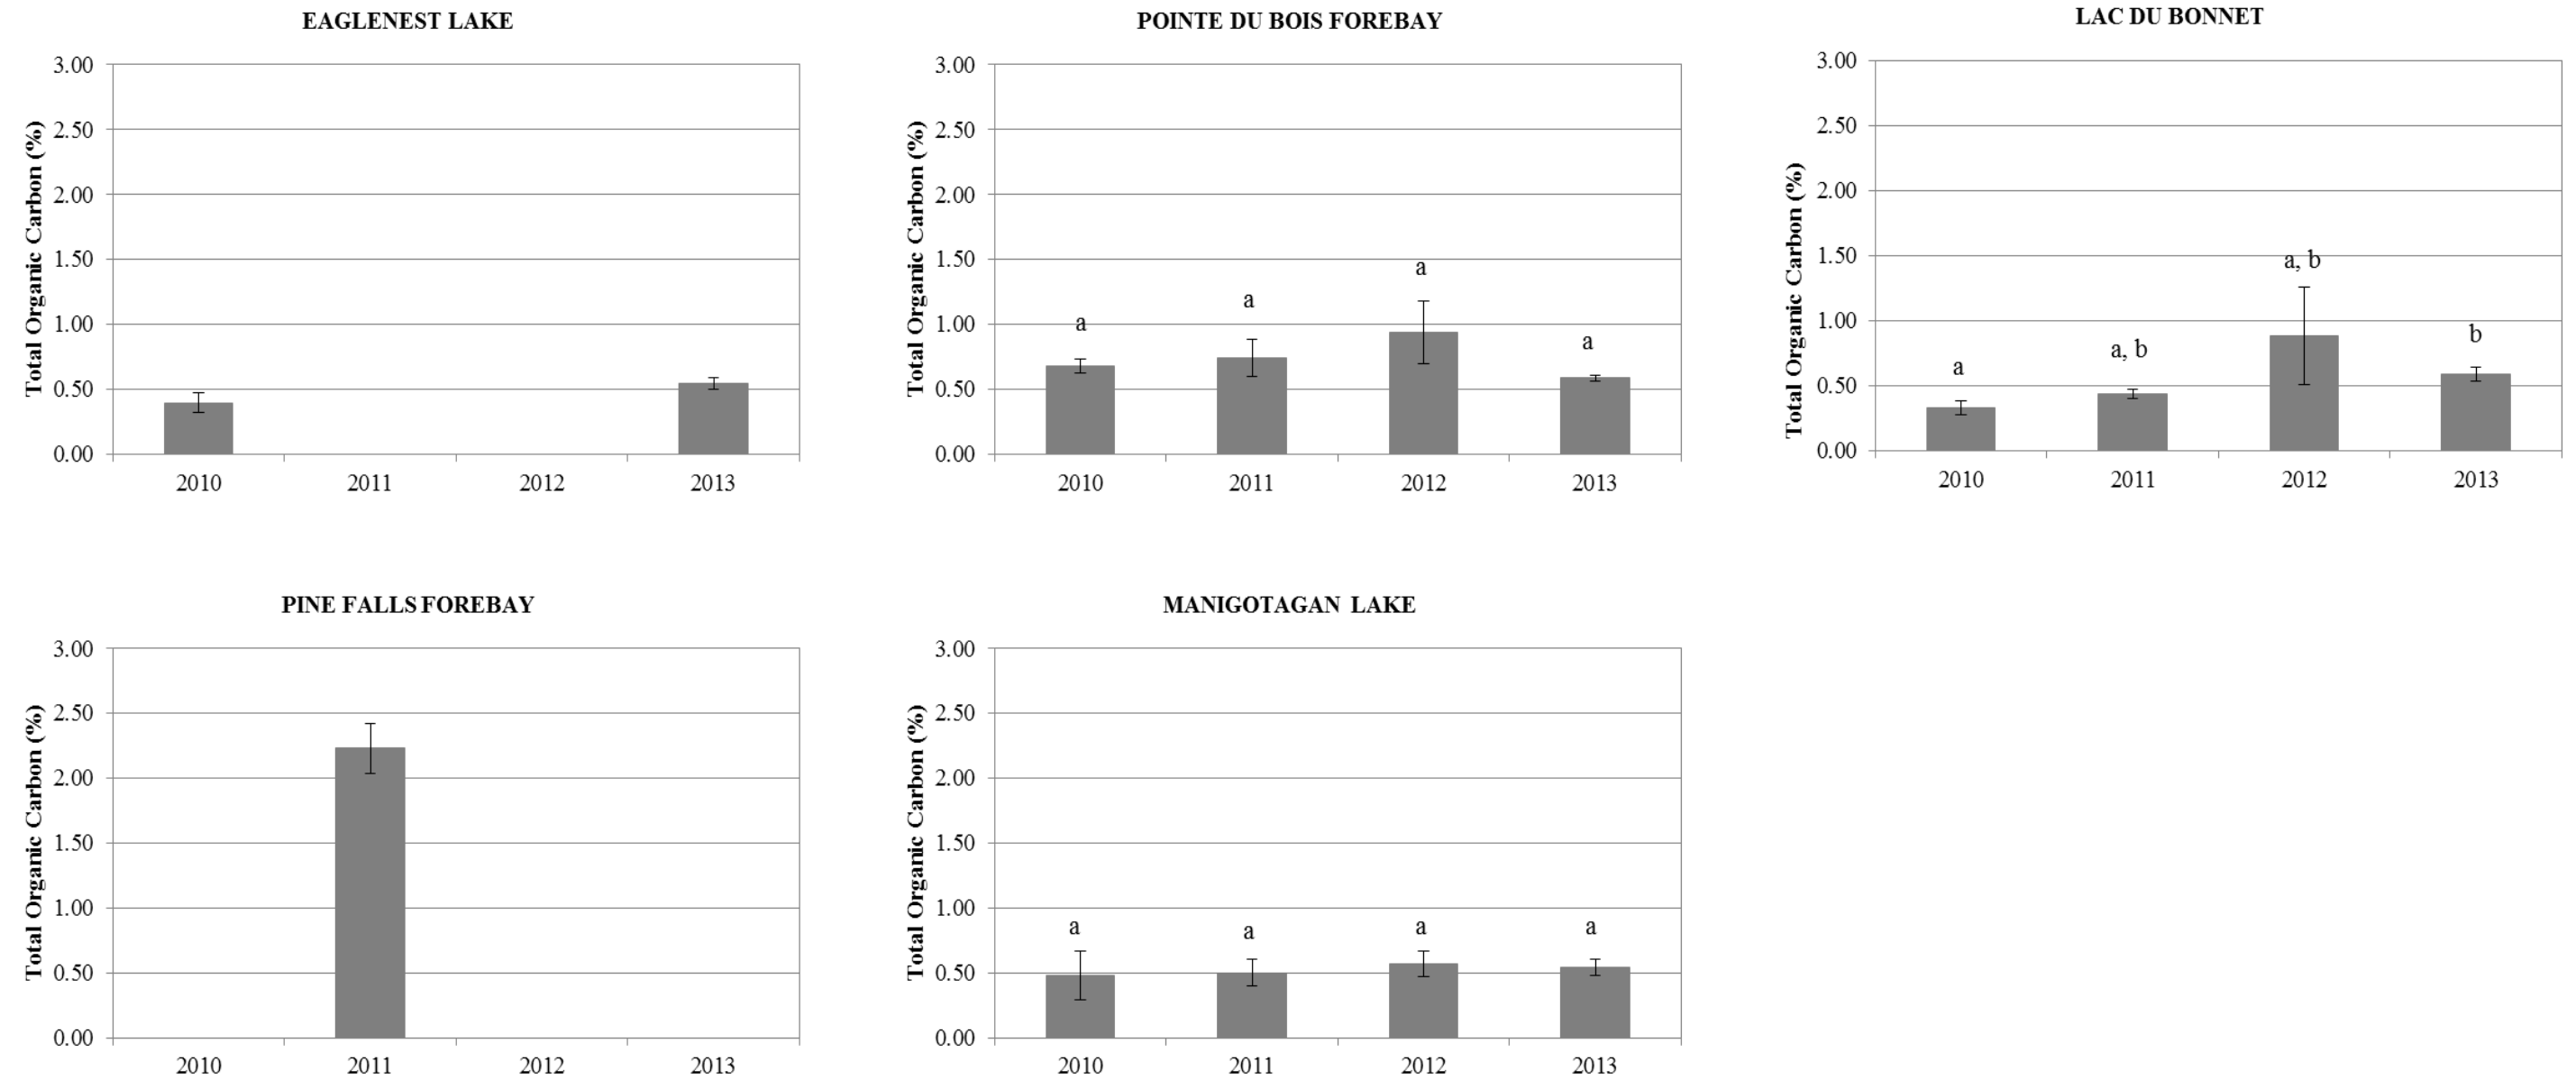 EAGLENEST LAKE
Total Organic Carbon (%)
3.00
2.50
2.00
1.50
1.00
0.50
0.00
2010 2011 2012 2013
POINTE DU BOIS FOREBAY
Total Organic Carbon (%)
3.00
2.50
2.00
1.50
1.00
0.50
0.00
a a a a
2010 2011 2012 2013
LAC DU BONNET
Total Organic Carbon (%)
3.00
2.50
2.00
1.50
1.00
0.50
0.00
a a, b a, b b
2010 2011 2012 2013
PINE FALLS FOREBAY
Total Organic Carbon (%)
3.00
2.50
2.00
1.50
1.00
0.50
0.00
2010 2011 2012 2013
MANIGOTAGAN LAKE
Total Organic Carbon (%)
3.00
2.50
2.00
1.50
1.00
0.50
0.00
a a a a
2010 2011 2012 2013